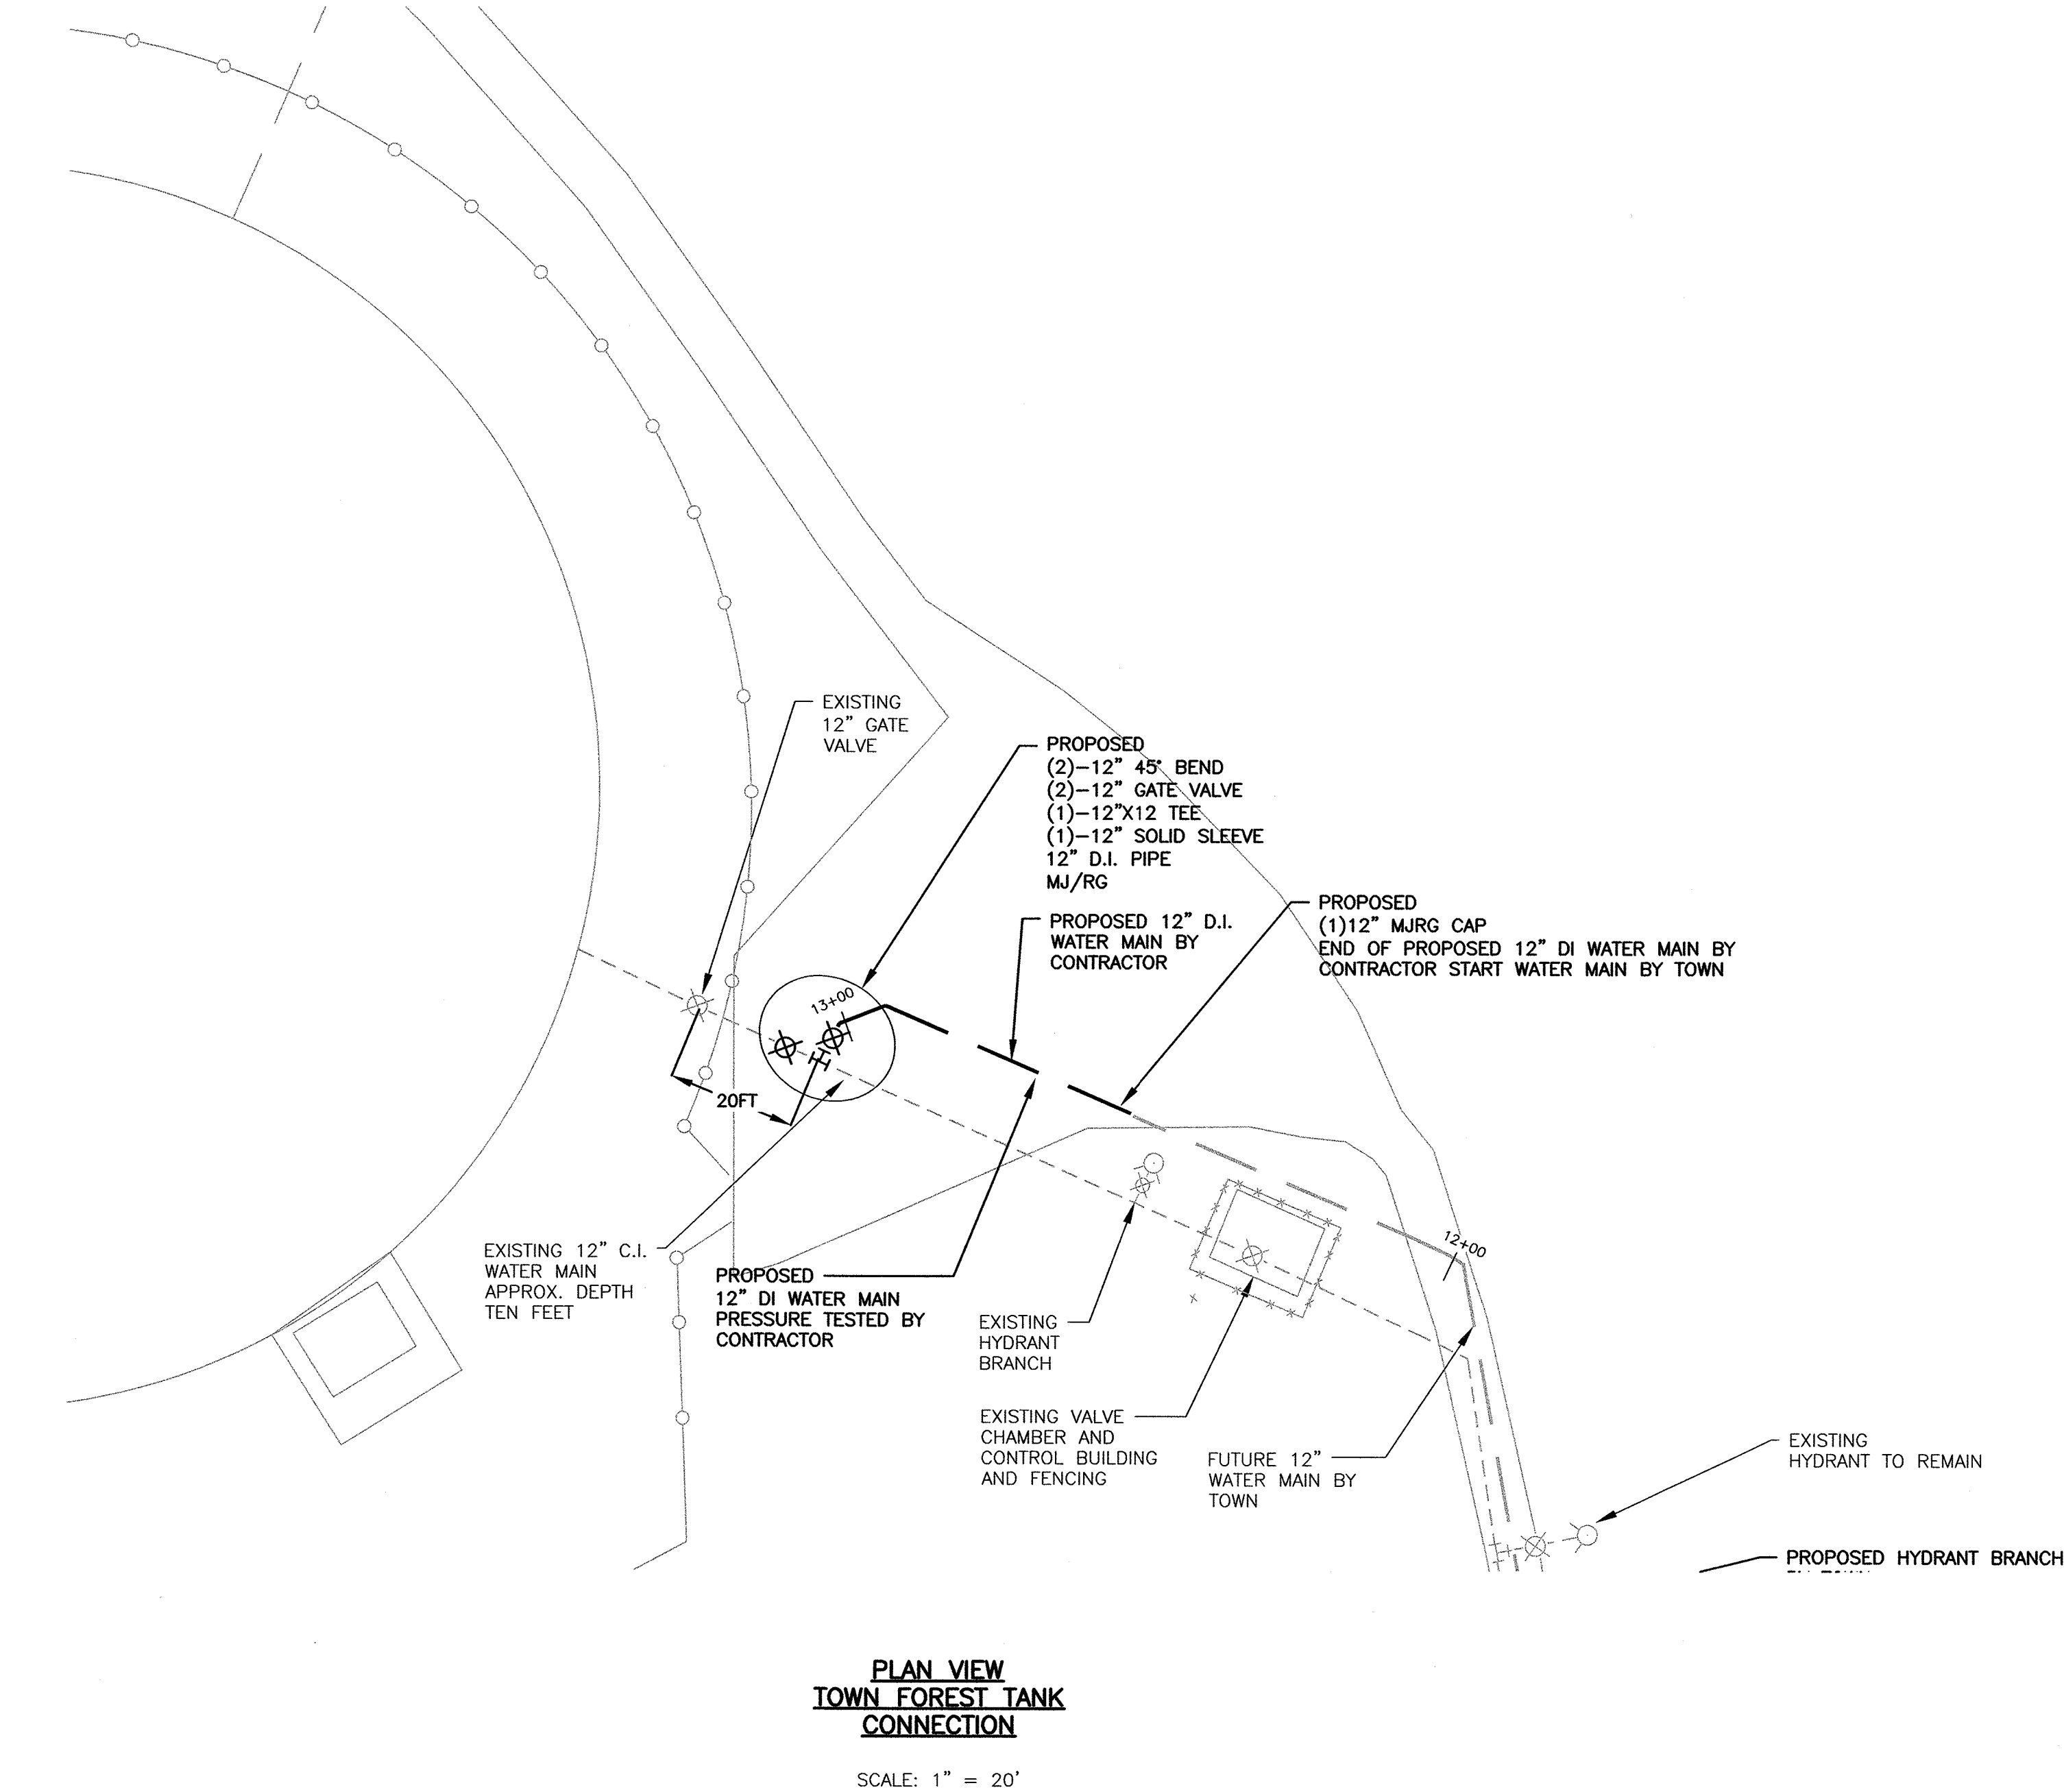 EXISTING
12" GATE
VALVE
PROPOSED
(2)-12" 45° BEND
(2)-12" GATE VALVE
(1)-12"X12 TEE
(1)-12" SOLID SLEEVE
12" D.I. PIPE
MJ/RG
PROPOSED 12" D.I.
WATER MAIN BY
CONTRACTOR
PROPOSED
(1)12" MJRG CAP
END OF PROPOSED 12" DI WATER MAIN BY
CONTRACTOR START WATER MAIN BY TOWN
13+00
20FT
12+00
EXISTING 12" C.I.
WATER MAIN
APPROX. DEPTH
TEN FEET
PROPOSED
12" DI WATER MAIN
PRESSURE TESTED BY
CONTRACTOR
EXISTING
HYDRANT
BRANCH
EXISTING VALVE
CHAMBER AND
CONTROL BUILDING
AND FENCING
FUTURE 12"
WATER MAIN BY
TOWN
EXISTING
HYDRANT TO REMAIN
PROPOSED HYDRANT BRANCH
PLAN VIEW
TOWN FOREST TANK
CONNECTION
SCALE: 1" = 20'